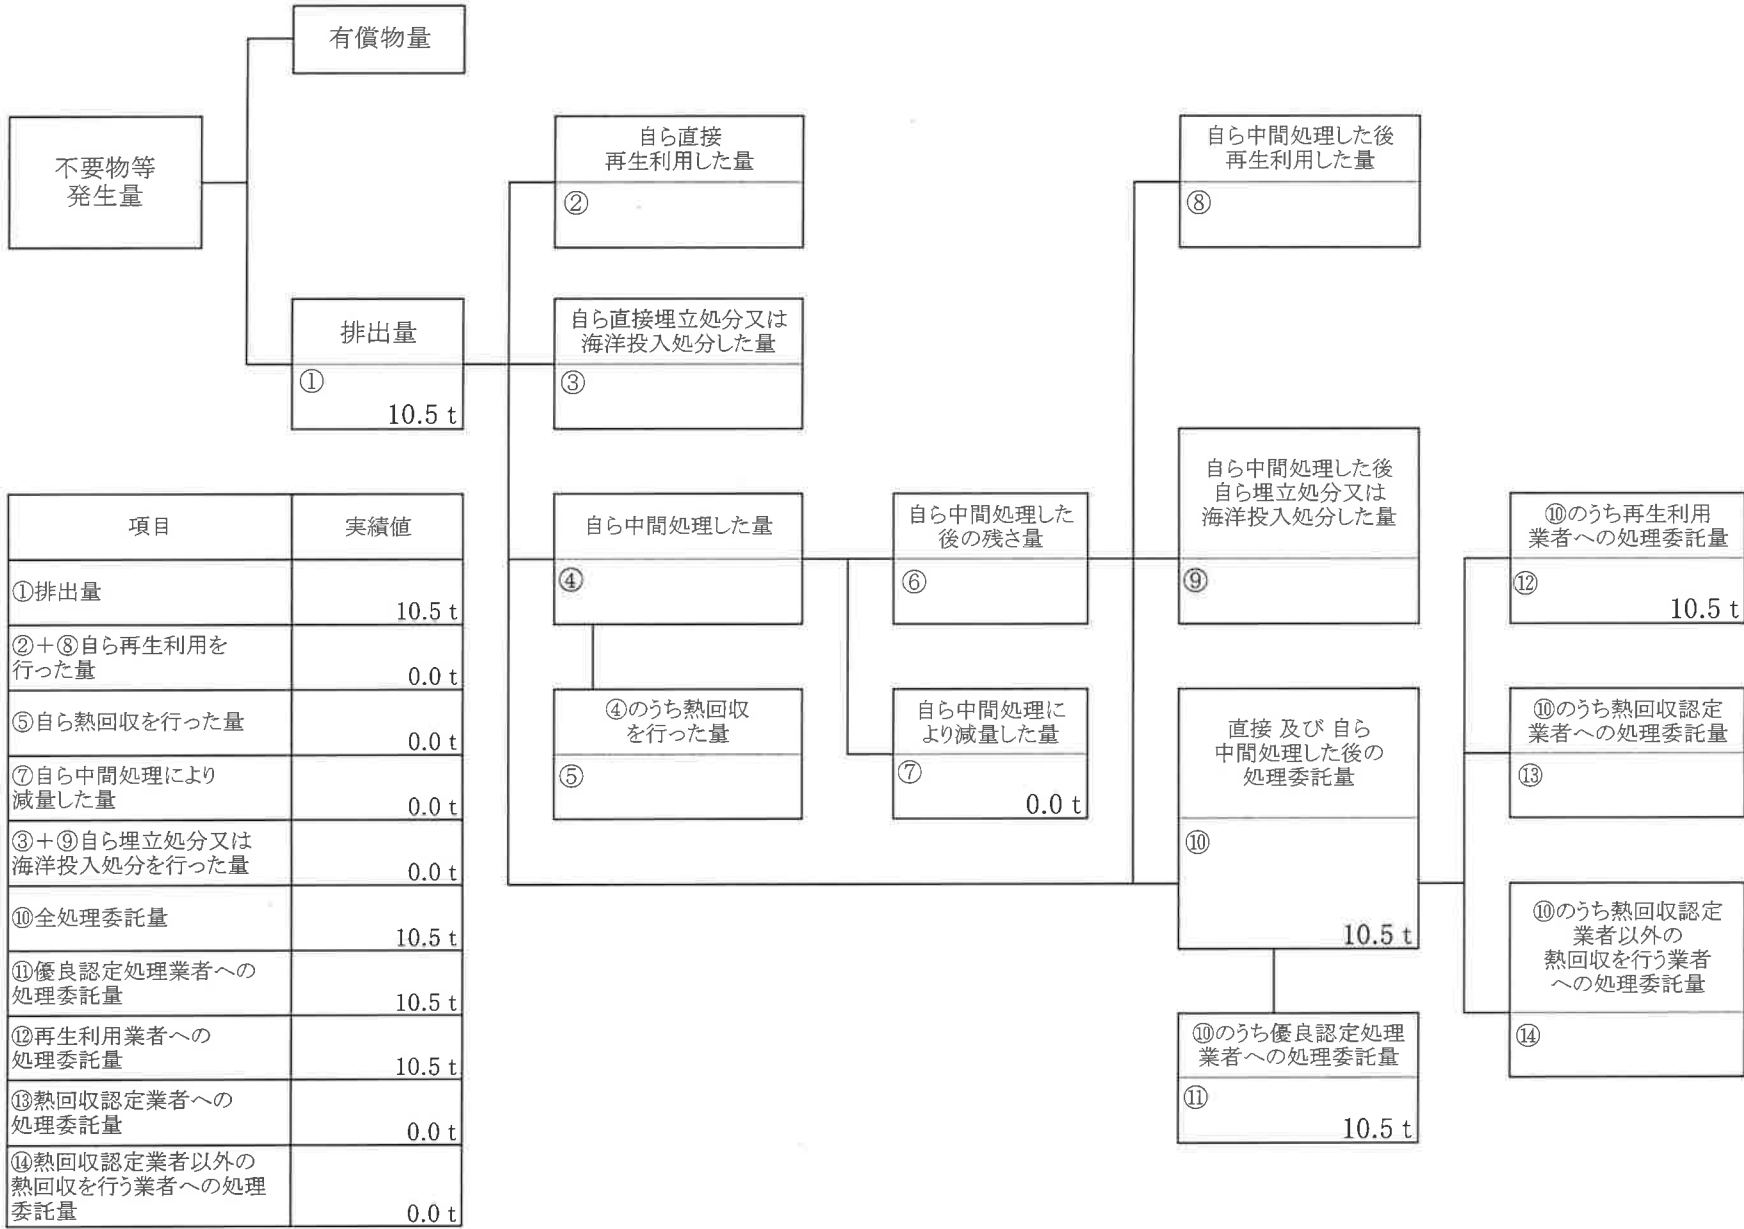 有償物量
不要物等
発生量
自ら直接
再生利用した量
②
自ら中間処理した後
再生利用した量
⑧
排出量
①
10.5 t
自ら直接埋立処分又は
海洋投入処分した量
③
自ら中間処理した量
④
自ら中間処理した
後の残さ量
⑥
自ら中間処理した後
自ら埋立処分又は
海洋投入処分した量
⑨
⑩のうち再生利用
業者への処理委託量
⑫
10.5 t
④のうち熱回収
を行った量
⑤
自ら中間処理に
より減量した量
⑦
0.0 t
直接 及び 自ら
中間処理した後の
処理委託量
⑩
10.5 t
⑩のうち熱回収認定
業者への処理委託量
⑬
⑩のうち熱回収認定
業者以外の
熱回収を行う業者
への処理委託量
⑭
⑩のうち優良認定処理
業者への処理委託量
⑪
10.5 t
項目 実績値
①排出量
10.5 t
②＋⑧自ら再生利用を
行った量
0.0 t
⑤自ら熱回収を行った量
0.0 t
⑦自ら中間処理により
減量した量
0.0 t
③＋⑨自ら埋立処分又は
海洋投入処分を行った量
0.0 t
⑩全処理委託量
10.5 t
⑪優良認定処理業者への
処理委託量
10.5 t
⑫再生利用業者への
処理委託量
10.5 t
⑬熱回収認定業者への
処理委託量
0.0 t
⑭熱回収認定業者以外の
熱回収を行う業者への処理
委託量
0.0 t